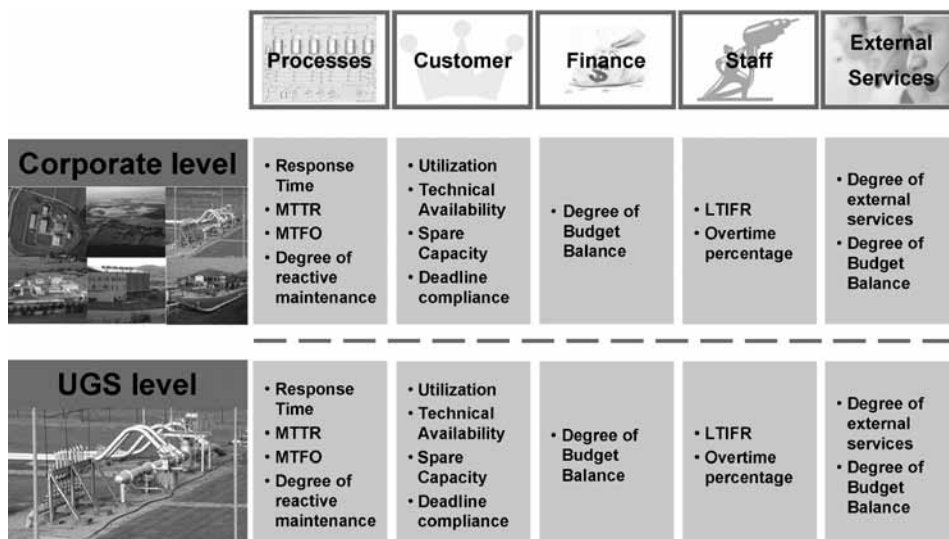 Processes
Customer
Finance
Staff
External
Services
Corporate level
• Response
Time
• MTTR
• MTFO
• Degree of
reactive
maintenance
• Utilization
• Technical
Availability
• Spare
Capacity
• Deadline
compliance
• Degree of
Budget
Balance
• LTIFR
• Overtime
percentage
• Degree of
external
services
• Degree of
Budget
Balance
UGS level
• Response
Time
• MTTR
• MTFO
• Degree of
reactive
maintenance
• Utilization
• Technical
Availability
• Spare
Capacity
• Deadline
compliance
• Degree of
Budget
Balance
• LTIFR
• Overtime
percentage
• Degree of
external
services
• Degree of
Budget
Balance